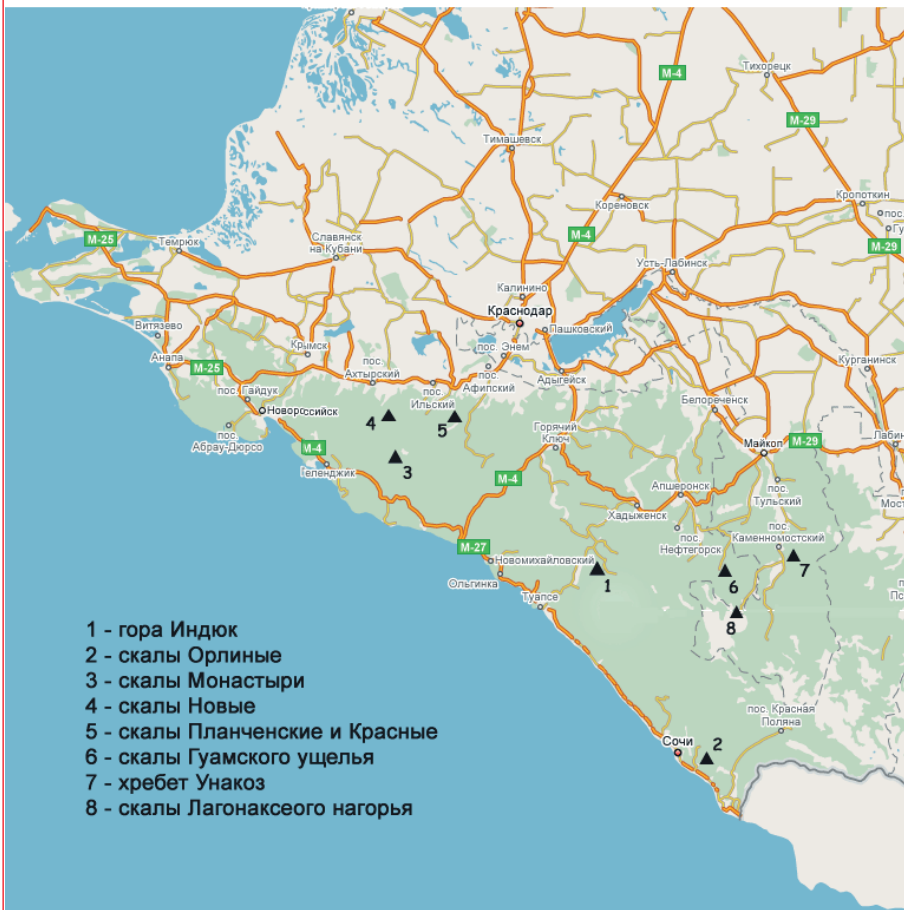 Тихорецк
М-4
М-29
Тимашевск
Кропоткин
Кореновск
пос.
М-4
М-29
М-25
Темрюк
Славянск
на Кубани
Усть-Лабинск
Калинино
Краснодар
Пашковский
Витязево
Крымск
пос. Энем
Анапа
М-25
пос.
Ахтырский
пос.
Ильский
пос.
Афипский
Адыгейск
Курганинск
пос. Гайдук
Новороссийск
Белореченск
4
5
пос.
Абрау-Дюрсо
М-4
Геленджик
3
Горячий
Ключ
Майкоп
М-29
М-4
Апшеронск
пос.
Тульский
Хадыженск
пос.
Нефтегорск
пос.
Каменномостский
М-27
Новомихайловский
Ольгинка
1
6
7
Туапсе
8
1 - гора Индюк
2 - скалы Орлиные
3 - скалы Монастыри
4 - скалы Новые
5 - скалы Планченские и Красные
6 - скалы Гуамского ущелья
7 - хребет Унакоз
8 - скалы Лагонаксеого нагорья
пос. Красная
Поляна
Сочи
2